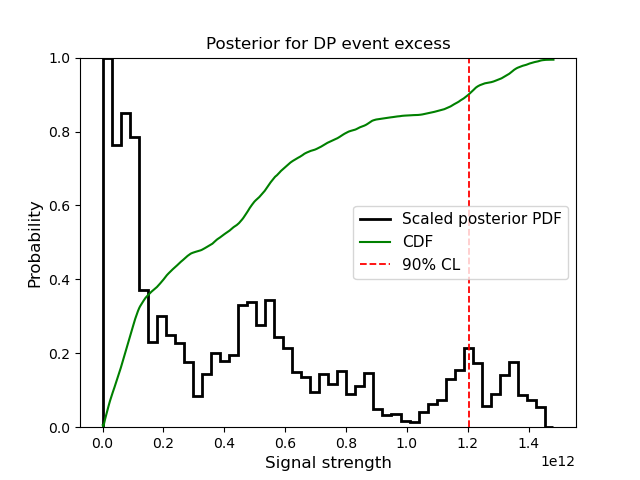 Posterior for DP event excess
Probability
1.0
0.8
0.6
0.4
0.2
0.0
Scaled posterior PDF
CDF
90% CL
0.0 0.2 0.4 0.6 0.8 1.0 1.2 1.4
1e12
Signal strength